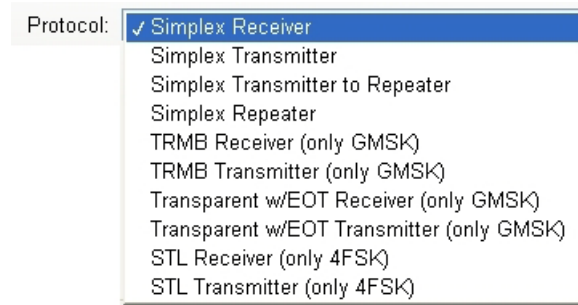 Protocol: ✓ Simplex Receiver
Simplex Transmitter
Simplex Transmitter to Repeater
Simplex Repeater
TRMB Receiver (only GMSK)
TRMB Transmitter (only GMSK)
Transparent w/EOT Receiver (only GMSK)
Transparent w/EOT Transmitter (only GMSK)
STL Receiver (only 4FSK)
STL Transmitter (only 4FSK)